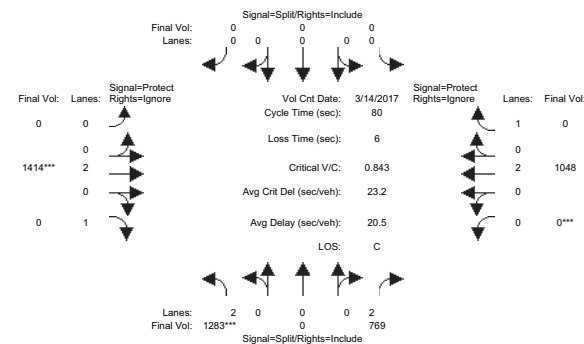 Signal=Split/Rights=Include
Final Vol: 0 0 0
Lanes: 0 0 0 0 0
Signal=Protect Signal=Protect
Final Vol: Lanes: Rights=Ignore Vol Cnt Date: 3/14/2017 Rights=Ignore Lanes: Final Vol:
Cycle Time (sec): 80
0 0 1 0
Loss Time (sec): 6
0 0
1414*** 2 Critical V/C: 0.843 2 1048
0 Avg Crit Del (sec/veh): 23.2 0
0 1 Avg Delay (sec/veh): 20.5 0 0***
LOS: C
Lanes: 2 0 0 0 2
Final Vol: 1283*** 0 769
Signal=Split/Rights=Include